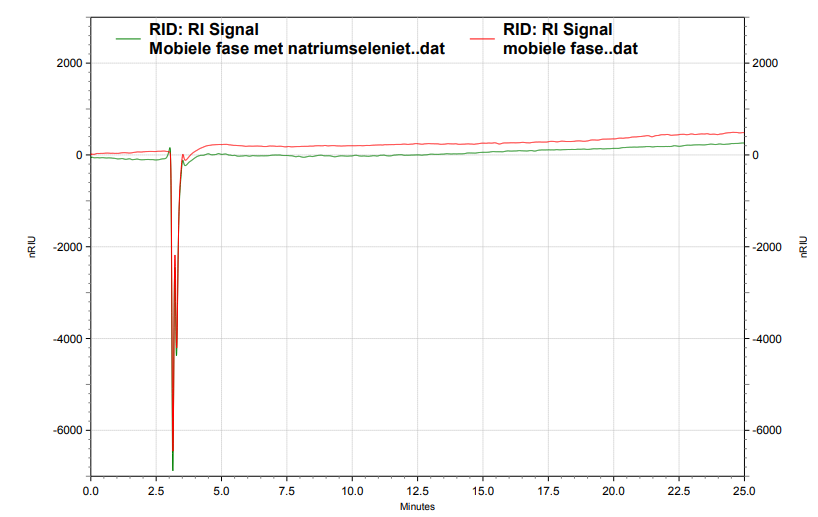 RID: RI Signal
Mobiele fase met natriumseleniet..dat
RID: RI Signal
mobiele fase..dat
2000
0
-2000
-4000
-6000
nRIU
2000
0
-2000
-4000
-6000
nRIU
0.0 2.5 5.0 7.5 10.0 12.5 15.0 17.5 20.0 22.5 25.0
Minutes